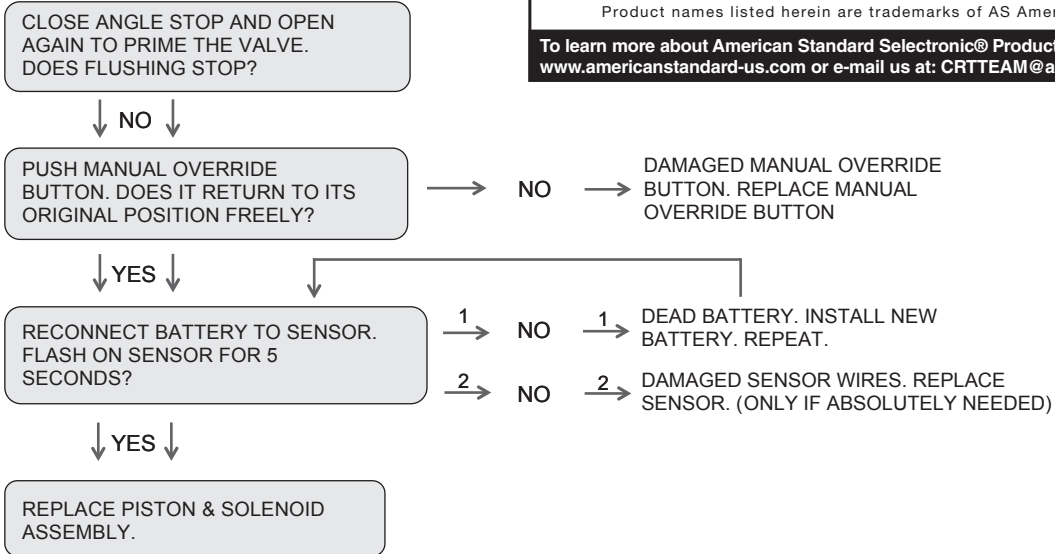 Product names listed herein are trademarks of AS
To learn more about American Standard Selectronic® Product
www.americanstandard-us.com or e-mail us at:
CLOSE ANGLE STOP AND OPEN
AGAIN TO PRIME THE VALVE.
DOES FLUSHING STOP?
NO
PUSH MANUAL OVERRIDE
BUTTON. DOES IT RETURN TO ITS
ORIGINAL POSITION FREELY?
NO
DAMAGED MANUAL OVERRIDE
BUTTON. REPLACE MANUAL
OVERRIDE BUTTON
YES
RECONNECT BATTERY TO SENSOR.
FLASH ON SENSOR FOR 5
SECONDS?
1 NO 1
DEAD BATTERY. INSTALL NEW
BATTERY. REPEAT.
2 NO 2
DAMAGED SENSOR WIRES. REPLACE
SENSOR. (ONLY IF ABSOLUTELY NEEDED)
YES
REPLACE PISTON & SOLENOID
ASSEMBLY.